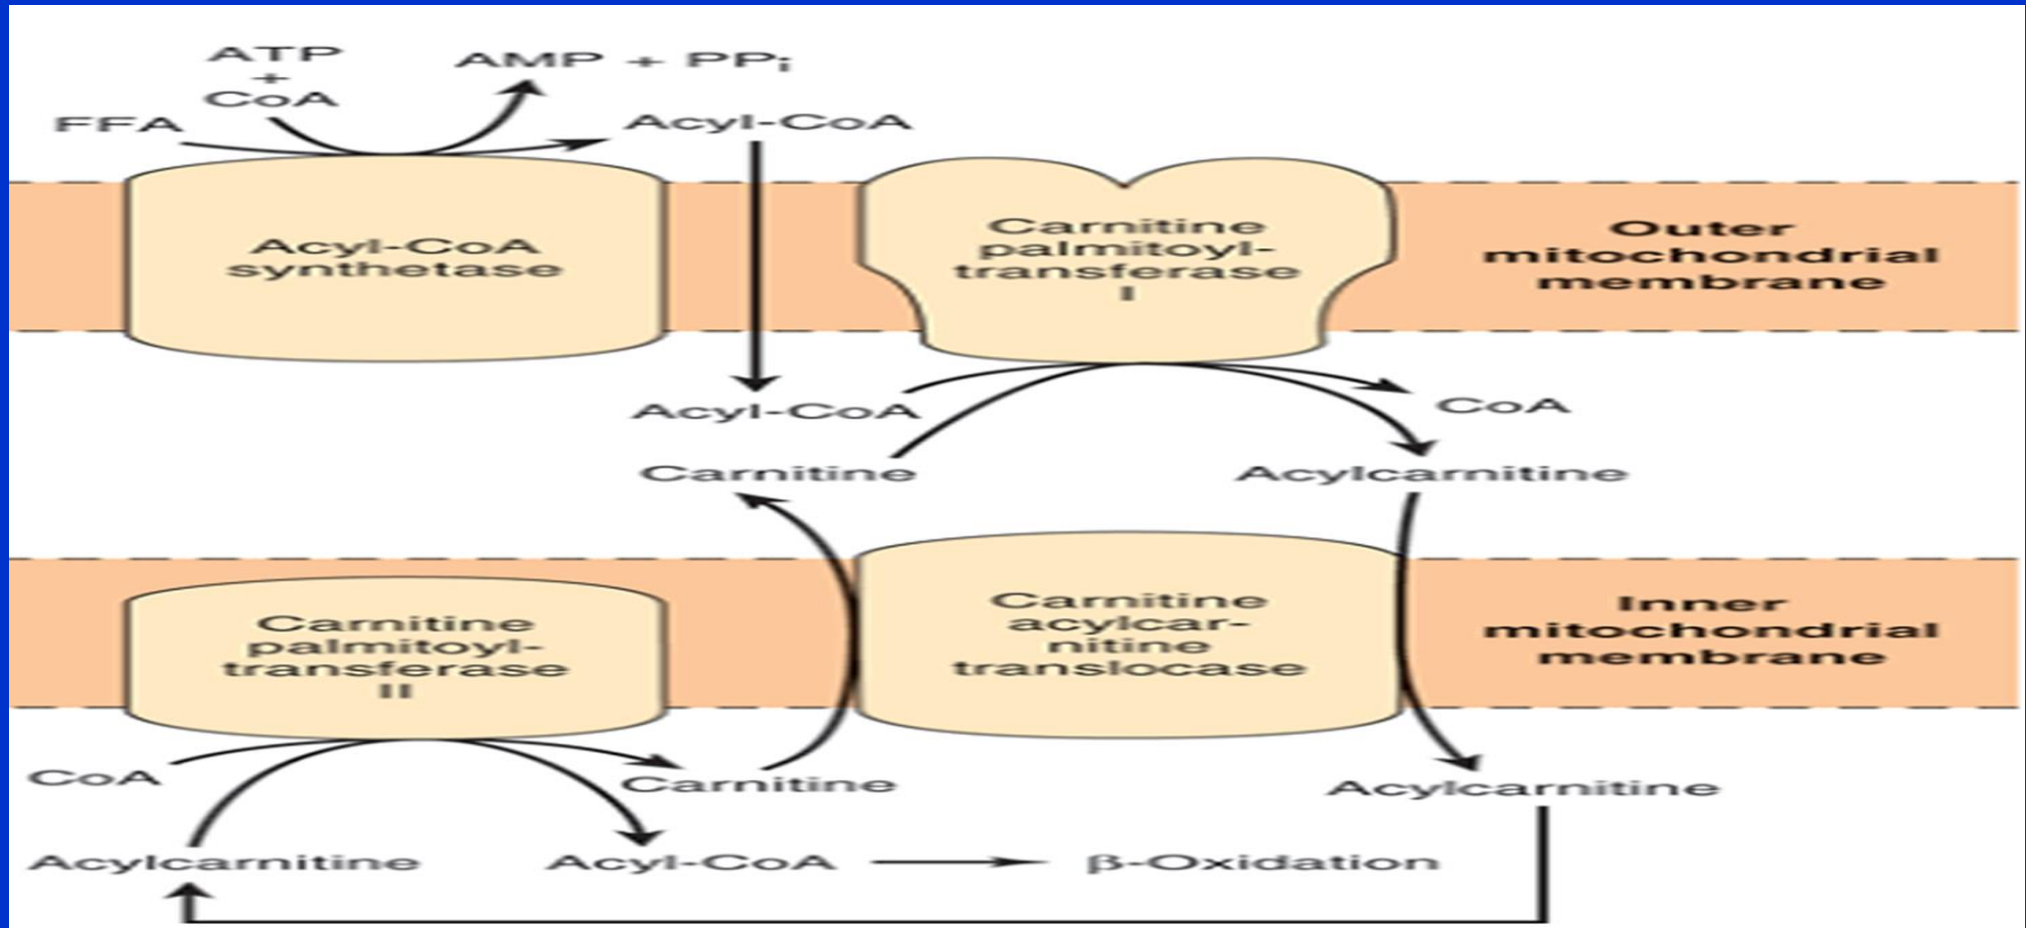 ATP
+
CoA
AMP + PPi
FFA
Acyl-CoA
Acyl-CoA
synthetase
Carnitine
palmitoyl-
transferase
I
Outer
mitochondrial
membrane
Acyl-CoA
CoA
Carnitine
Acylcarnitine
Carnitine
palmitoyl-
transferase
II
Carnitine
acylcar-
nitine
translocase
Inner
mitochondrial
membrane
CoA
Carnitine
Acylcarnitine
Acylcarnitine
Acyl-CoA
β-Oxidation